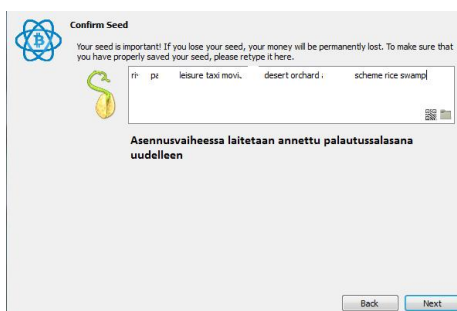 Confirm Seed
Your seed is important! If you lose your seed, your money will be permanently lost. To make sure that
you have properly saved your seed, please retype it here.
leisure taxi desert orchard scheme rice swamp
Asennusvaiheessa laitetaan annettu palautussalasana
uudelleen
Back Next